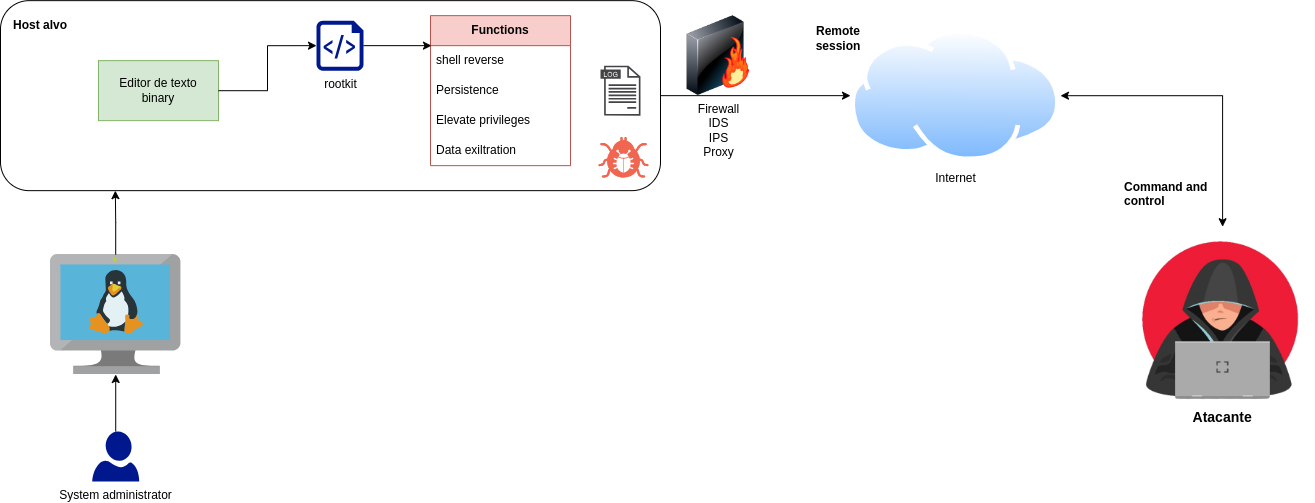 Host alvo
Editor de texto
binary
rootkit
Functions
shell reverse
Persistence
Elevate privileges
Data exiltration
LOG
Firewall
IDS
IPS
Proxy
Remote
session
Internet
Command and
control
Atacante
System administrator